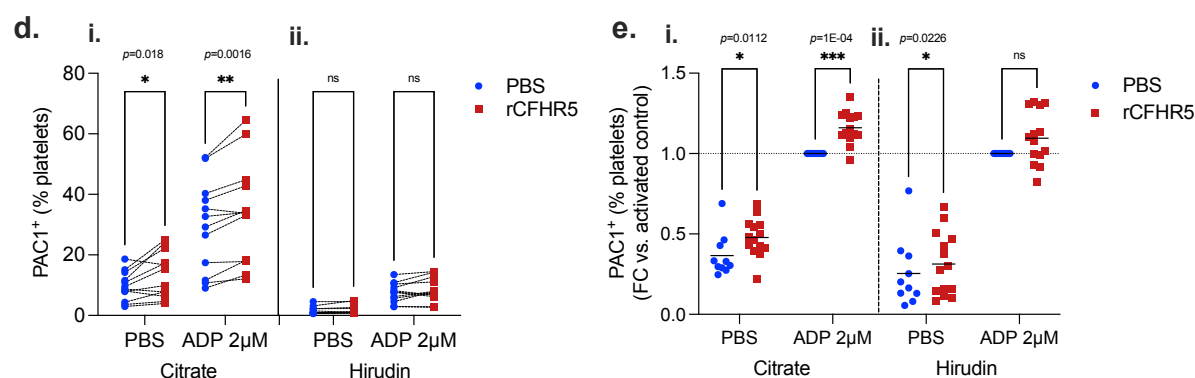 d.
i.
ii.
p=0.018
p=0.0016
*
**
ns
ns
PBS
rCFHR5
80
60
40
20
0
PAC1⁺ (% platelets)
PBS
ADP 2µM
PBS
ADP 2µM
Citrate
Hirudin
e.
i.
ii.
p=0.0112
p=1E-04
p=0.0226
*
***
*
ns
PBS
rCFHR5
1.5
1.0
0.5
0.0
PAC1⁺ (% platelets)
(FC vs. activated control)
PBS
ADP 2µM
PBS
ADP 2µM
Citrate
Hirudin